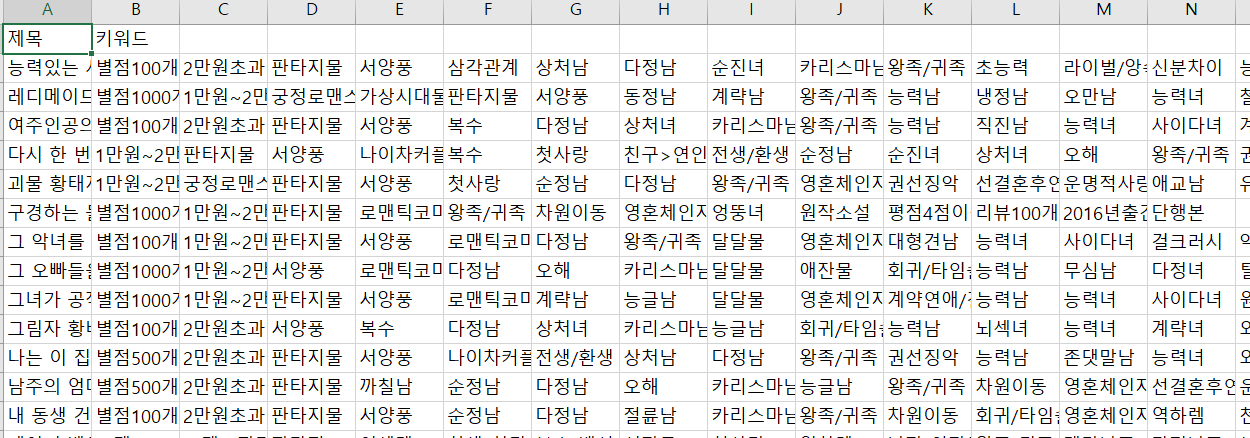 A B C D E F G H I J K L M N
제목 키워드
능력있는 별점100개 2만원초과 판타지물 서양풍 삼각관계 상처남 다정남 순진녀 카리스마남 왕족/귀족 초능력 라이벌/앙숙 신분차이
레디메이드 별점1000개 1만원~2만 궁정로맨스 가상시대물 판타지물 서양풍 동정남 계략남 왕족/귀족 능력남 냉정남 오만남 능력녀
여주인공의 별점100개 2만원초과 판타지물 서양풍 복수 다정남 상처녀 카리스마남 왕족/귀족 능력남 직진남 능력녀 사이다녀
다시 한 번 1만원~2만 판타지물 서양풍 나이차커플 복수 첫사랑 친구>연인 전생/환생 순정남 순진녀 상처녀 오해 왕족/귀족
괴물 황태자 1만원~2만 궁정로맨스 판타지물 서양풍 첫사랑 순정남 다정남 왕족/귀족 영혼체인지 권선징악 선결혼후연 운명적사랑 애교남
구경하는 별점1000개 1만원~2만 판타지물 서양풍 로맨틱코미 왕족/귀족 차원이동 영혼체인지 엉뚱녀 원작소설 평점4점이 리뷰100개 2016년출간 단행본
그 악녀를 별점100개 1만원~2만 판타지물 서양풍 로맨틱코미 다정남 왕족/귀족 달달물 영혼체인지 대형견남 능력녀 사이다녀 걸크러시
그 오빠들을 별점1000개 1만원~2만 서양풍 로맨틱코미 다정남 오해 카리스마남 달달물 애잔물 회귀/타임슬 능력남 무심남 다정녀
그녀가 공작 별점1000개 1만원~2만 판타지물 서양풍 로맨틱코미 계략남 능글남 달달물 영혼체인지 계약연애/ 능력남 능력녀 사이다녀
그림자 황비 별점100개 2만원초과 서양풍 복수 다정남 상처녀 카리스마남 능글남 회귀/타임슬 능력남 뇌섹녀 능력녀 계략녀
나는 이 집 별점500개 2만원초과 판타지물 서양풍 나이차커플 전생/환생 상처남 다정남 왕족/귀족 권선징악 능력남 존댓말남 능력녀
남주의 엄마 별점500개 2만원초과 판타지물 서양풍 까칠남 순정남 다정남 오해 카리스마남 능글남 왕족/귀족 차원이동 영혼체인지 선결혼후연
내 동생 건 별점100개 2만원초과 판타지물 서양풍 순정남 다정남 절륜남 카리스마남 왕족/귀족 차원이동 회귀/타임슬 영혼체인지 역하렘